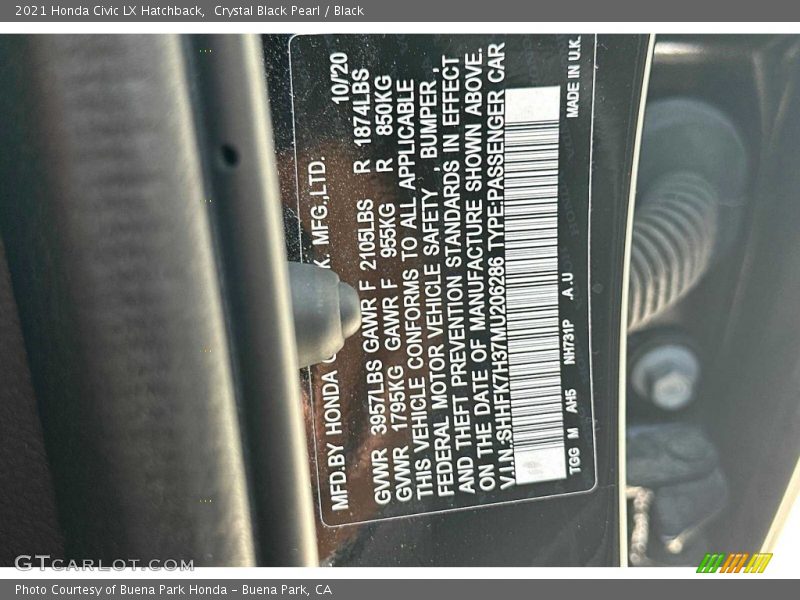 2021 Honda Civic LX Hatchback, Crystal Black Pearl / Black
MFD.BY HONDA K. MFG.,LTD. 10/20
GVWR 3957LBS GAWR F 2105LBS R 1874LBS
GVWR 1795KG GAWR F 955KG R 850KG
THIS VEHICLE CONFORMS TO ALL APPLICABLE
FEDERAL MOTOR VEHICLE SAFETY , BUMPER ,
AND THEFT PREVENTION STANDARDS IN EFFECT
ON THE DATE OF MANUFACTURE SHOWN ABOVE.
V.I.N.:SHHFK7H37MU206286 TYPE:PASSENGER CAR
TGG M AH5 NH731P .A .U MADE IN U.K.
GTCARLOT.COM
Photo Courtesy of Buena Park Honda – Buena Park, CA